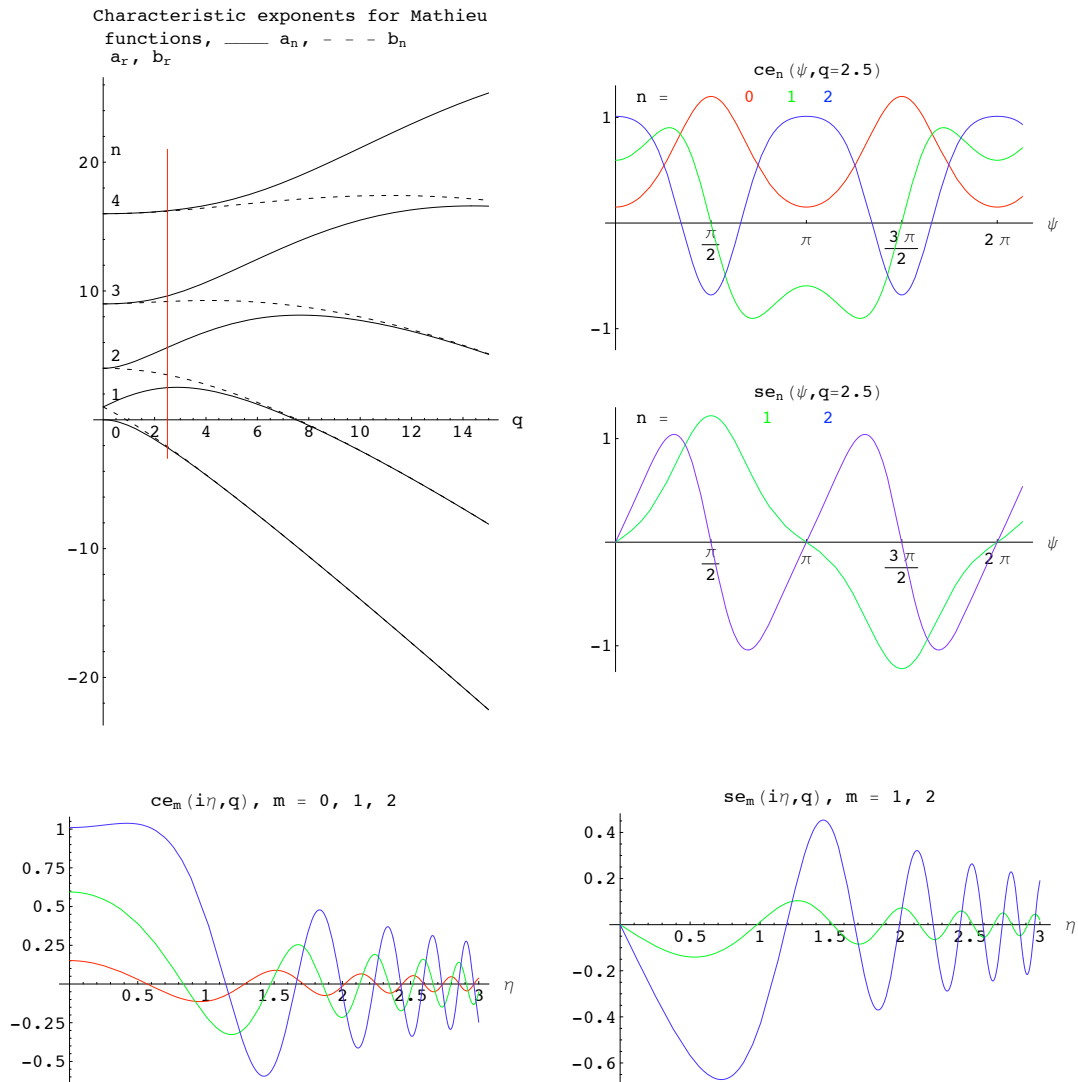 Characteristic exponents for Mathieu
functions, ____ aₙ, - - - bₙ
aᵣ, bᵣ
n
20
4
3
10
2
1
0 2 4 6 8 10 12 14 q
-10
-20
ceₙ(ψ,q=2.5)
n = 0 1 2
1
π/2 π 3π/2 2π ψ
-1
seₙ(ψ,q=2.5)
n = 1 2
1
π/2 π 3π/2 2π ψ
-1
ceₘ(iη,q), m = 0, 1, 2
1
0.75
0.5
0.25
0.5 1 1.5 2 2.5 3 η
-0.25
-0.5
seₘ(iη,q), m = 1, 2
0.4
0.2
0.5 1 1.5 2 2.5 3 η
-0.2
-0.4
-0.6